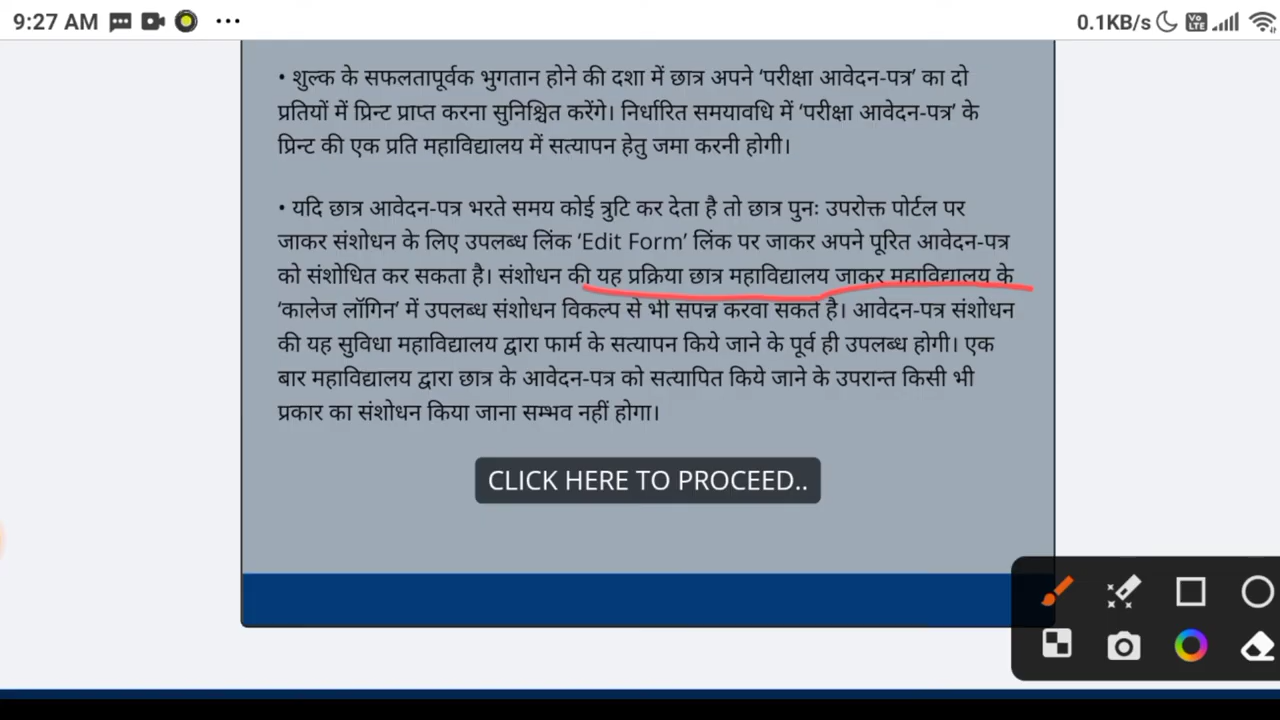 9:27 AM
0.1KB/s
Vo LTE
• शुल्क के सफलतापूर्वक भुगतान होने की दशा में छात्र अपने 'परीक्षा आवेदन-पत्र' का दो
प्रतियों में प्रिन्ट प्राप्त करना सुनिश्चित करेंगे। निर्धारित समयावधि में 'परीक्षा आवेदन-पत्र' के
प्रिन्ट की एक प्रति महाविद्यालय में सत्यापन हेतु जमा करनी होगी।
• यदि छात्र आवेदन-पत्र भरते समय कोई त्रुटि कर देता है तो छात्र पुनः उपरोक्त पोर्टल पर
जाकर संशोधन के लिए उपलब्ध लिंक 'Edit Form' लिंक पर जाकर अपने पूरित आवेदन-पत्र
को संशोधित कर सकता है। संशोधन की यह प्रक्रिया छात्र महाविद्यालय जाकर महाविद्यालय के
'कालेज लॉगिन' में उपलब्ध संशोधन विकल्प से भी सपन्न करवा सकते है। आवेदन-पत्र संशोधन
की यह सुविधा महाविद्यालय द्वारा फार्म के सत्यापन किये जाने के पूर्व ही उपलब्ध होगी। एक
बार महाविद्यालय द्वारा छात्र के आवेदन-पत्र को सत्यापित किये जाने के उपरान्त किसी भी
प्रकार का संशोधन किया जाना सम्भव नहीं होगा।
CLICK HERE TO PROCEED..